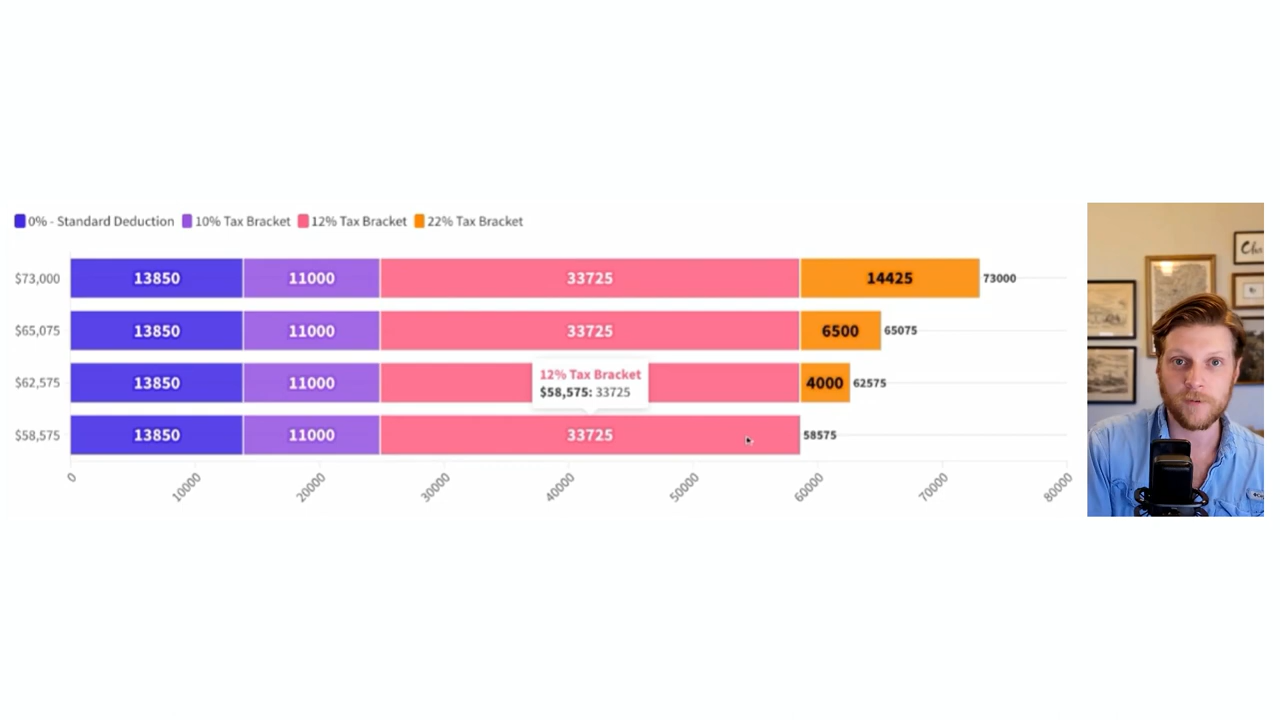 0% - Standard Deduction 10% Tax Bracket 12% Tax Bracket 22% Tax Bracket
$73,000 13850 11000 33725 14425 73000
$65,075 13850 11000 33725 6500 65075
$62,575 13850 11000 4000 62575
12% Tax Bracket
$58,575: 33725
$58,575 13850 11000 33725 58575
0 10000 20000 30000 40000 50000 60000 70000 80000